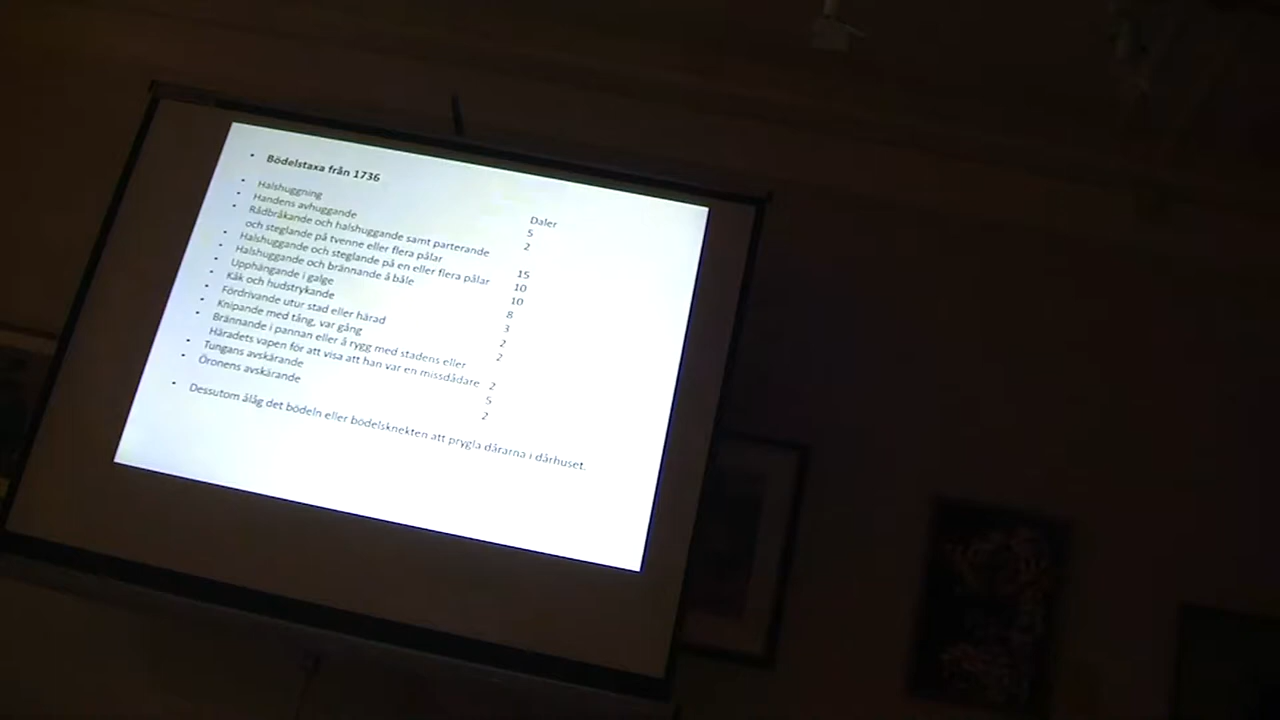 • Bödelstaxa från 1736
Daler
• Halshuggning 5
• Handens avhuggande 2
• Rådbråkande och halshuggande samt parterande
och steglande på tvenne eller flera pålar 15
• Halshuggande och steglande på en eller flera pålar 10
• Halshuggande och brännande å båle 10
• Upphängande i galge 8
• Kåk och hudstrykande 3
• Fördrivande utur stad eller härad 2
• Knipande med tång, var gång 2
• Brännande i pannan eller å rygg med stadens eller
Häradets vapen för att visa att han var en missdådare 2
• Tungans avskärande 5
• Öronens avskärande 2
• Dessutom ålåg det bödeln eller bödelsknekten att prygla dårarna i dårhuset.